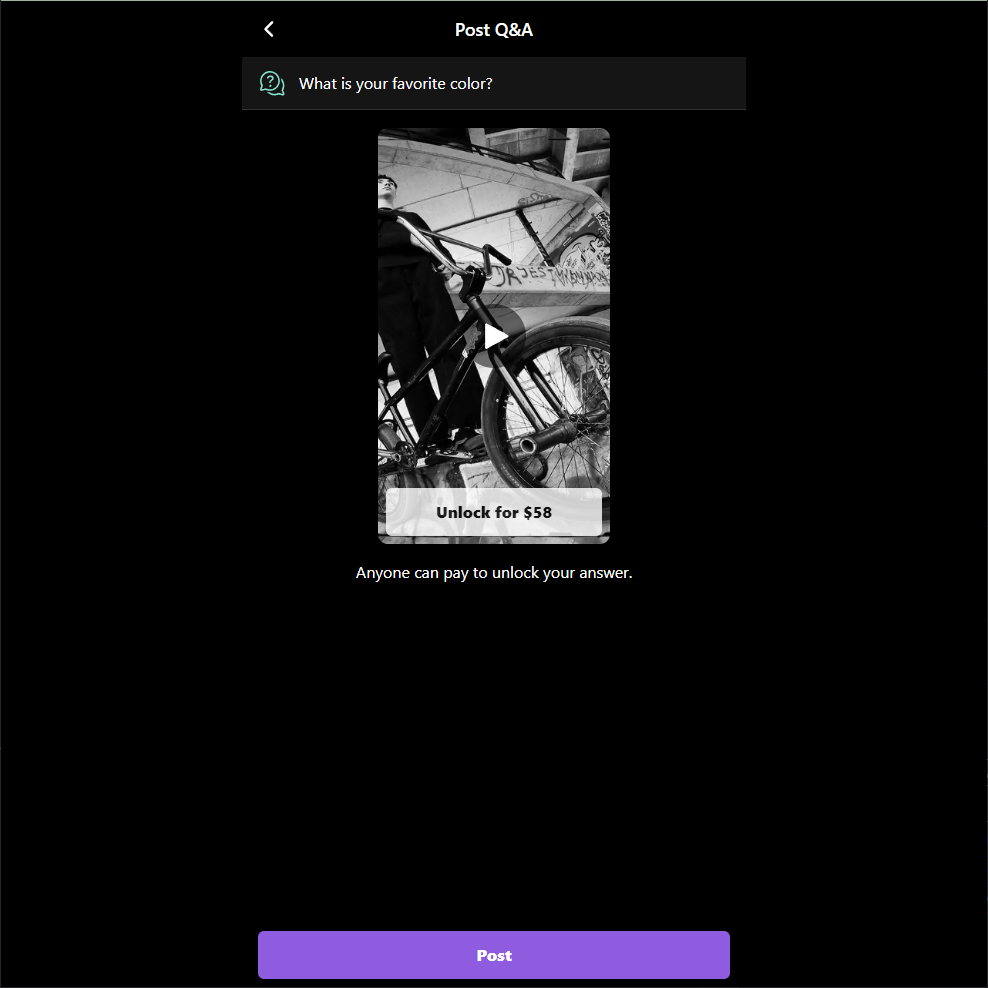 Post Q&A
What is your favorite color?
Unlock for $58
Anyone can pay to unlock your answer.
Post